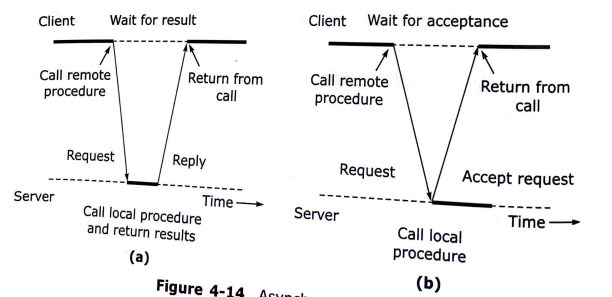 Client Wait for result
Call remote
procedure
Return from
call
Request Reply
Server
Time
Call local procedure
and return results
(a)
Client Wait for acceptance
Call remote
procedure
Return from
call
Request
Accept request
Server
Time
Call local
procedure
(b)
Figure 4-14